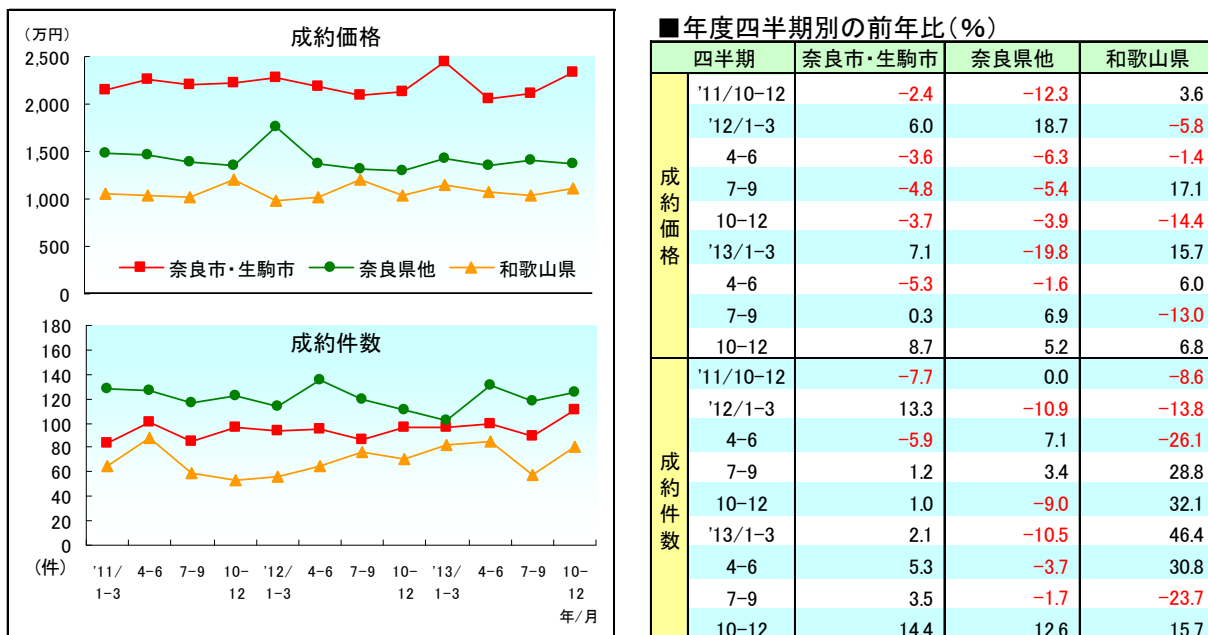 (万円)
成約価格
2,500
2,000
1,500
1,000
500
0
奈良市・生駒市 奈良県他 和歌山県
成約件数
180
160
140
120
100
80
60
40
20
0
(件)
'11/ 4-6 7-9 10- '12/ 4-6 7-9 10- '13/ 4-6 7-9 10-
1-3 12 1-3 12 1-3 12
年/月
■年度四半期別の前年比(%)
四半期 奈良市・生駒市 奈良県他 和歌山県
成約価格
'11/10-12 -2.4 -12.3 3.6
'12/1-3 6.0 18.7 -5.8
4-6 -3.6 -6.3 -1.4
7-9 -4.8 -5.4 17.1
10-12 -3.7 -3.9 -14.4
'13/1-3 7.1 -19.8 15.7
4-6 -5.3 -1.6 6.0
7-9 0.3 6.9 -13.0
10-12 8.7 5.2 6.8
成約件数
'11/10-12 -7.7 0.0 -8.6
'12/1-3 13.3 -10.9 -13.8
4-6 -5.9 7.1 -26.1
7-9 1.2 3.4 28.8
10-12 1.0 -9.0 32.1
'13/1-3 2.1 -10.5 46.4
4-6 5.3 -3.7 30.8
7-9 3.5 -1.7 -23.7
10-12 14.4 12.6 15.7